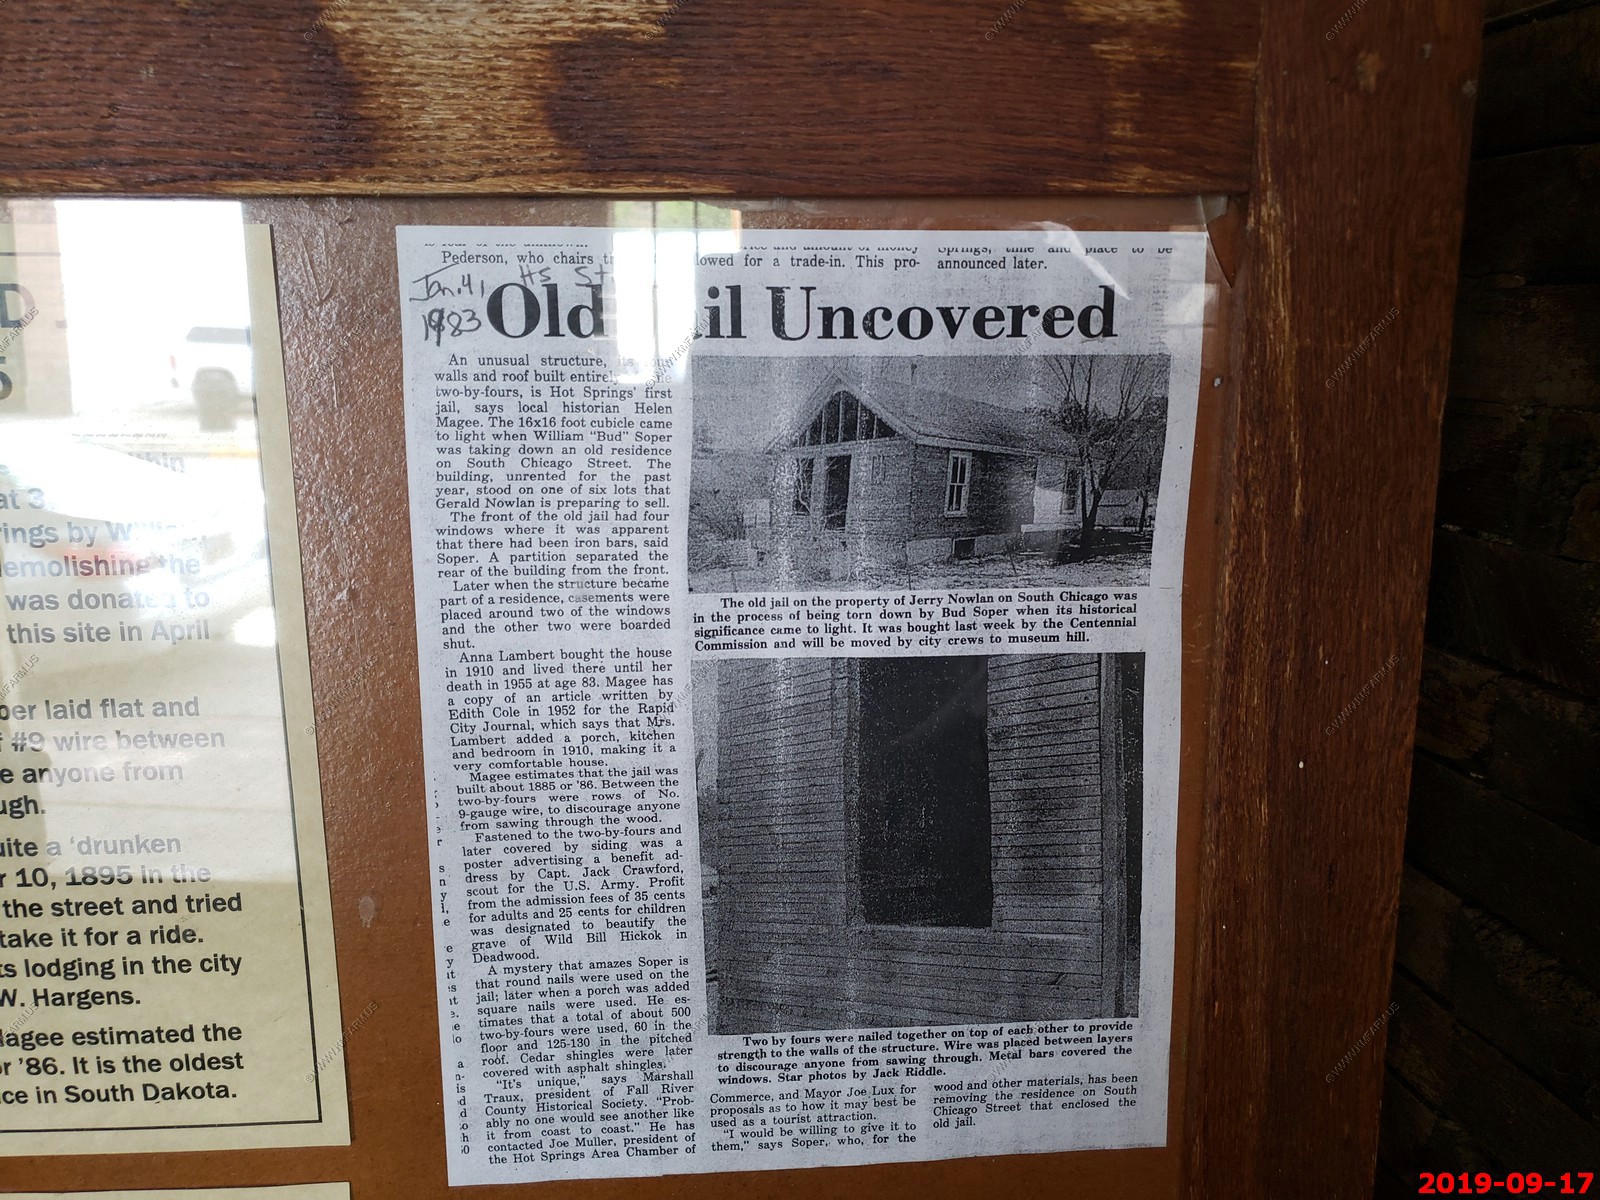 D
5
at 3
rings by W
emolishing the
was donated to
this site in April
ber laid flat and
f #9 wire between
e anyone from
ugh.
uite a ‘drunken
r 10, 1895 in the
the street and tried
take it for a ride.
ts lodging in the city
W. Hargens.
Magee estimated the
or ’86. It is the oldest
ce in South Dakota.
Pederson, who chairs
lowed for a trade-in. This pro-
Springs, time and place to be
announced later.
Jan. 4,
1983
HS St
Old ail Uncovered
An unusual structure, its
walls and roof built entirely
two-by-fours, is Hot Springs' first
jail, says local historian Helen
Magee. The 16x16 foot cubicle came
to light when William "Bud" Soper
was taking down an old residence
on South Chicago Street. The
building, unrented for the past
year, stood on one of six lots that
Gerald Nowlan is preparing to sell.
The front of the old jail had four
windows where it was apparent
that there had been iron bars, said
Soper. A partition separated the
rear of the building from the front.
Later when the structure became
part of a residence, casements were
placed around two of the windows
and the other two were boarded
shut.
Anna Lambert bought the house
in 1910 and lived there until her
death in 1955 at age 83. Magee has
a copy of an article written by
Edith Cole in 1952 for the Rapid
City Journal, which says that Mrs.
Lambert added a porch, kitchen
and bedroom in 1910, making it a
very comfortable house.
Magee estimates that the jail was
built about 1885 or '86. Between the
two-by-fours were rows of No.
9-gauge wire, to discourage anyone
from sawing through the wood.
Fastened to the two-by-fours and
later covered by siding was a
poster advertising a benefit ad-
dress by Capt. Jack Crawford,
scout for the U.S. Army. Profit
from the admission fees of 35 cents
for adults and 25 cents for children
was designated to beautify the
grave of Wild Bill Hickok in
Deadwood.
A mystery that amazes Soper is
that round nails were used on the
jail; later when a porch was added
square nails were used. He es-
timates that a total of about 500
two-by-fours were used, 60 in the
floor and 125-130 in the pitched
roof. Cedar shingles were later
covered with asphalt shingles.
"It's unique," says Marshall
Traux, president of Fall River
County Historical Society. "Prob-
ably no one would see another like
it from coast to coast." He has
contacted Joe Muller, president of
the Hot Springs Area Chamber of
The old jail on the property of Jerry Nowlan on South Chicago was
in the process of being torn down by Bud Soper when its historical
significance came to light. It was bought last week by the Centennial
Commission and will be moved by city crews to museum hill.
Two by fours were nailed together on top of each other to provide
strength to the walls of the structure. Wire was placed between layers
to discourage anyone from sawing through. Metal bars covered the
windows. Star photos by Jack Riddle.
Commerce, and Mayor Joe Lux for
proposals as to how it may best be
used as a tourist attraction.
"I would be willing to give it to
them," says Soper, who, for the
wood and other materials, has been
removing the residence on South
Chicago Street that enclosed the
old jail.
2019-09-17